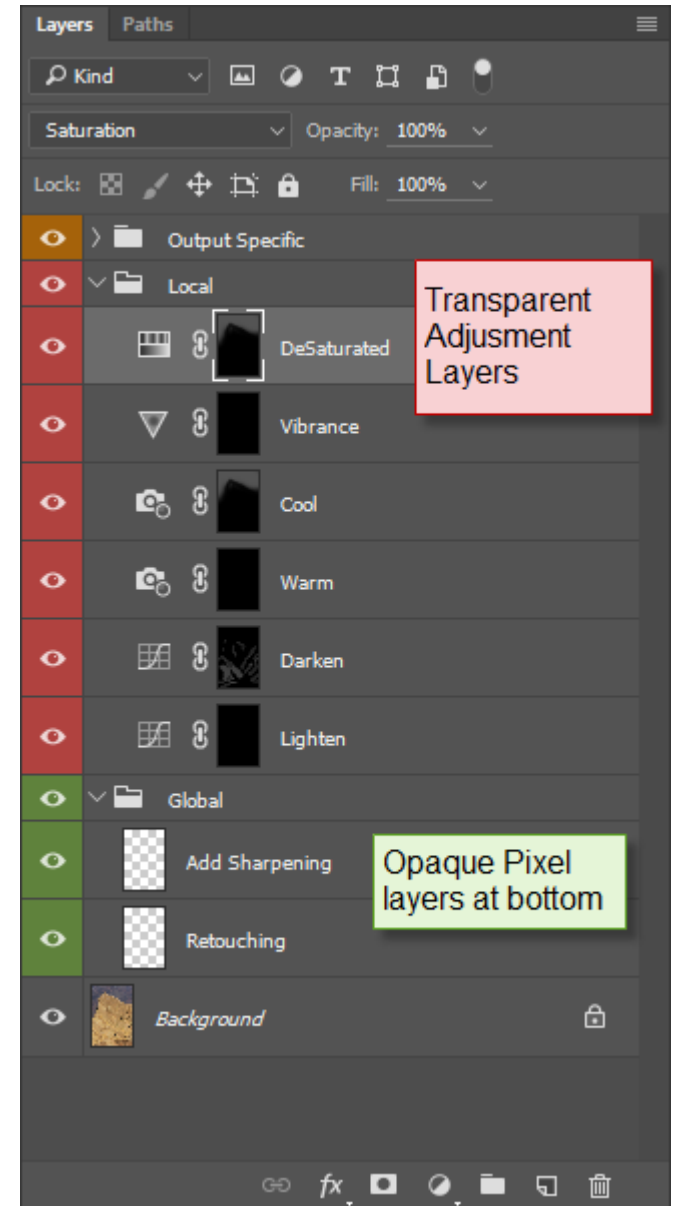 Layers Paths
Kind
Saturation Opacity: 100%
Lock: Fill: 100%
Output Specific
Local
Transparent
Adjusment
Layers
DeSaturated
Vibrance
Cool
Warm
Darken
Lighten
Global
Add Sharpening
Opaque Pixel
layers at bottom
Retouching
Background
fx